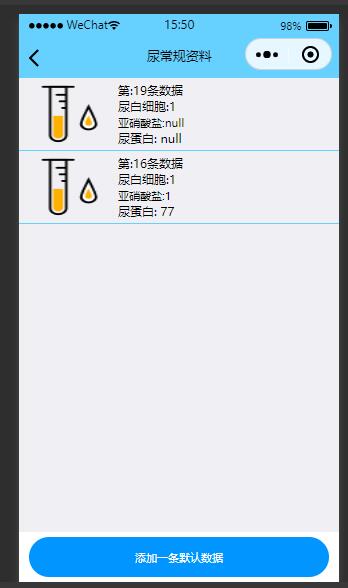 WeChat
15:50
98%
尿常规资料
第:19条数据
尿白细胞:1
亚硝酸盐:null
尿蛋白: null
第:16条数据
尿白细胞:1
亚硝酸盐:1
尿蛋白: 77
添加一条默认数据